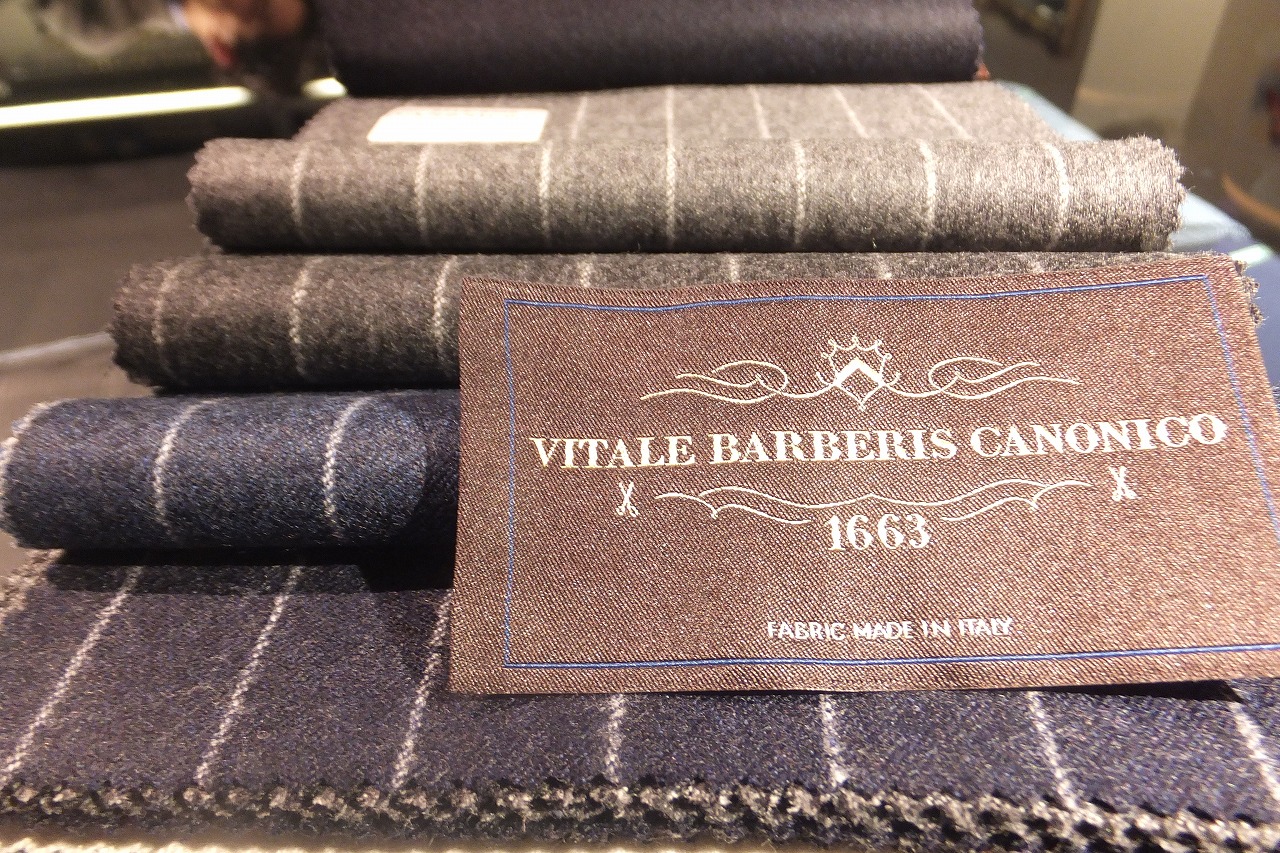 VITALE BARBERIS CANONICO
1663
FABRIC MADE IN ITALY